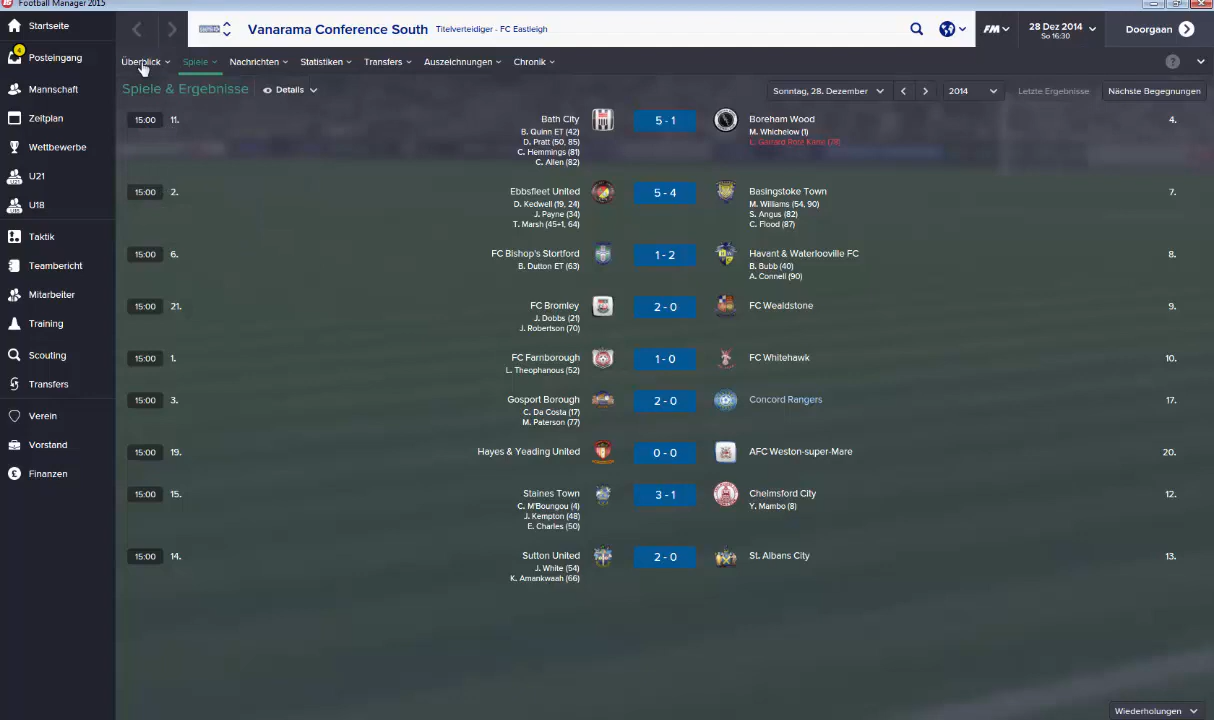 Football Manager 2015
Startseite
Vanarama Conference South
Titelverteidiger - FC Eastleigh
FM
28 Dez 2014
So 16:30
Doorgaan
4
Posteingang
Überblick
Spiele
Nachrichten
Statistiken
Transfers
Auszeichnungen
Chronik
?
Spiele & Ergebnisse
Details
Sonntag, 28. Dezember
2014
Letzte Ergebnisse
Nächste Begegnungen
Mannschaft
Zeitplan
Wettbewerbe
U21
U18
Taktik
Teambericht
Mitarbeiter
Training
Scouting
Transfers
Verein
Vorstand
Finanzen
15:00 11. Bath City 5 - 1 Boreham Wood 4.
B. Quinn ET (42) M. Whichelow (1)
D. Pratt (50, 85) C. Garrard Rote Karte (78)
C. Hemmings (81)
C. Allen (82)
15:00 2. Ebbsfleet United 5 - 4 Basingstoke Town 7.
D. Kedwell (19, 24) M. Williams (54, 90)
J. Payne (34) S. Angus (82)
T. Marsh (45+1, 64) C. Flood (87)
15:00 6. FC Bishop's Stortford 1 - 2 Havant & Waterlooville FC 8.
B. Dutton ET (63) B. Bubb (40)
A. Connell (90)
15:00 21. FC Bromley 2 - 0 FC Wealdstone 9.
J. Dobbs (21)
J. Robertson (70)
15:00 1. FC Farnborough 1 - 0 FC Whitehawk 10.
L. Theophanous (52)
15:00 3. Gosport Borough 2 - 0 Concord Rangers 17.
C. Da Costa (17)
M. Paterson (77)
15:00 19. Hayes & Yeading United 0 - 0 AFC Weston-super-Mare 20.
15:00 15. Staines Town 3 - 1 Chelmsford City 12.
C. M'Boungou (4) Y. Mambo (8)
J. Kempton (48)
E. Charles (50)
15:00 14. Sutton United 2 - 0 St. Albans City 13.
J. White (54)
K. Amankwaah (66)
Wiederholungen